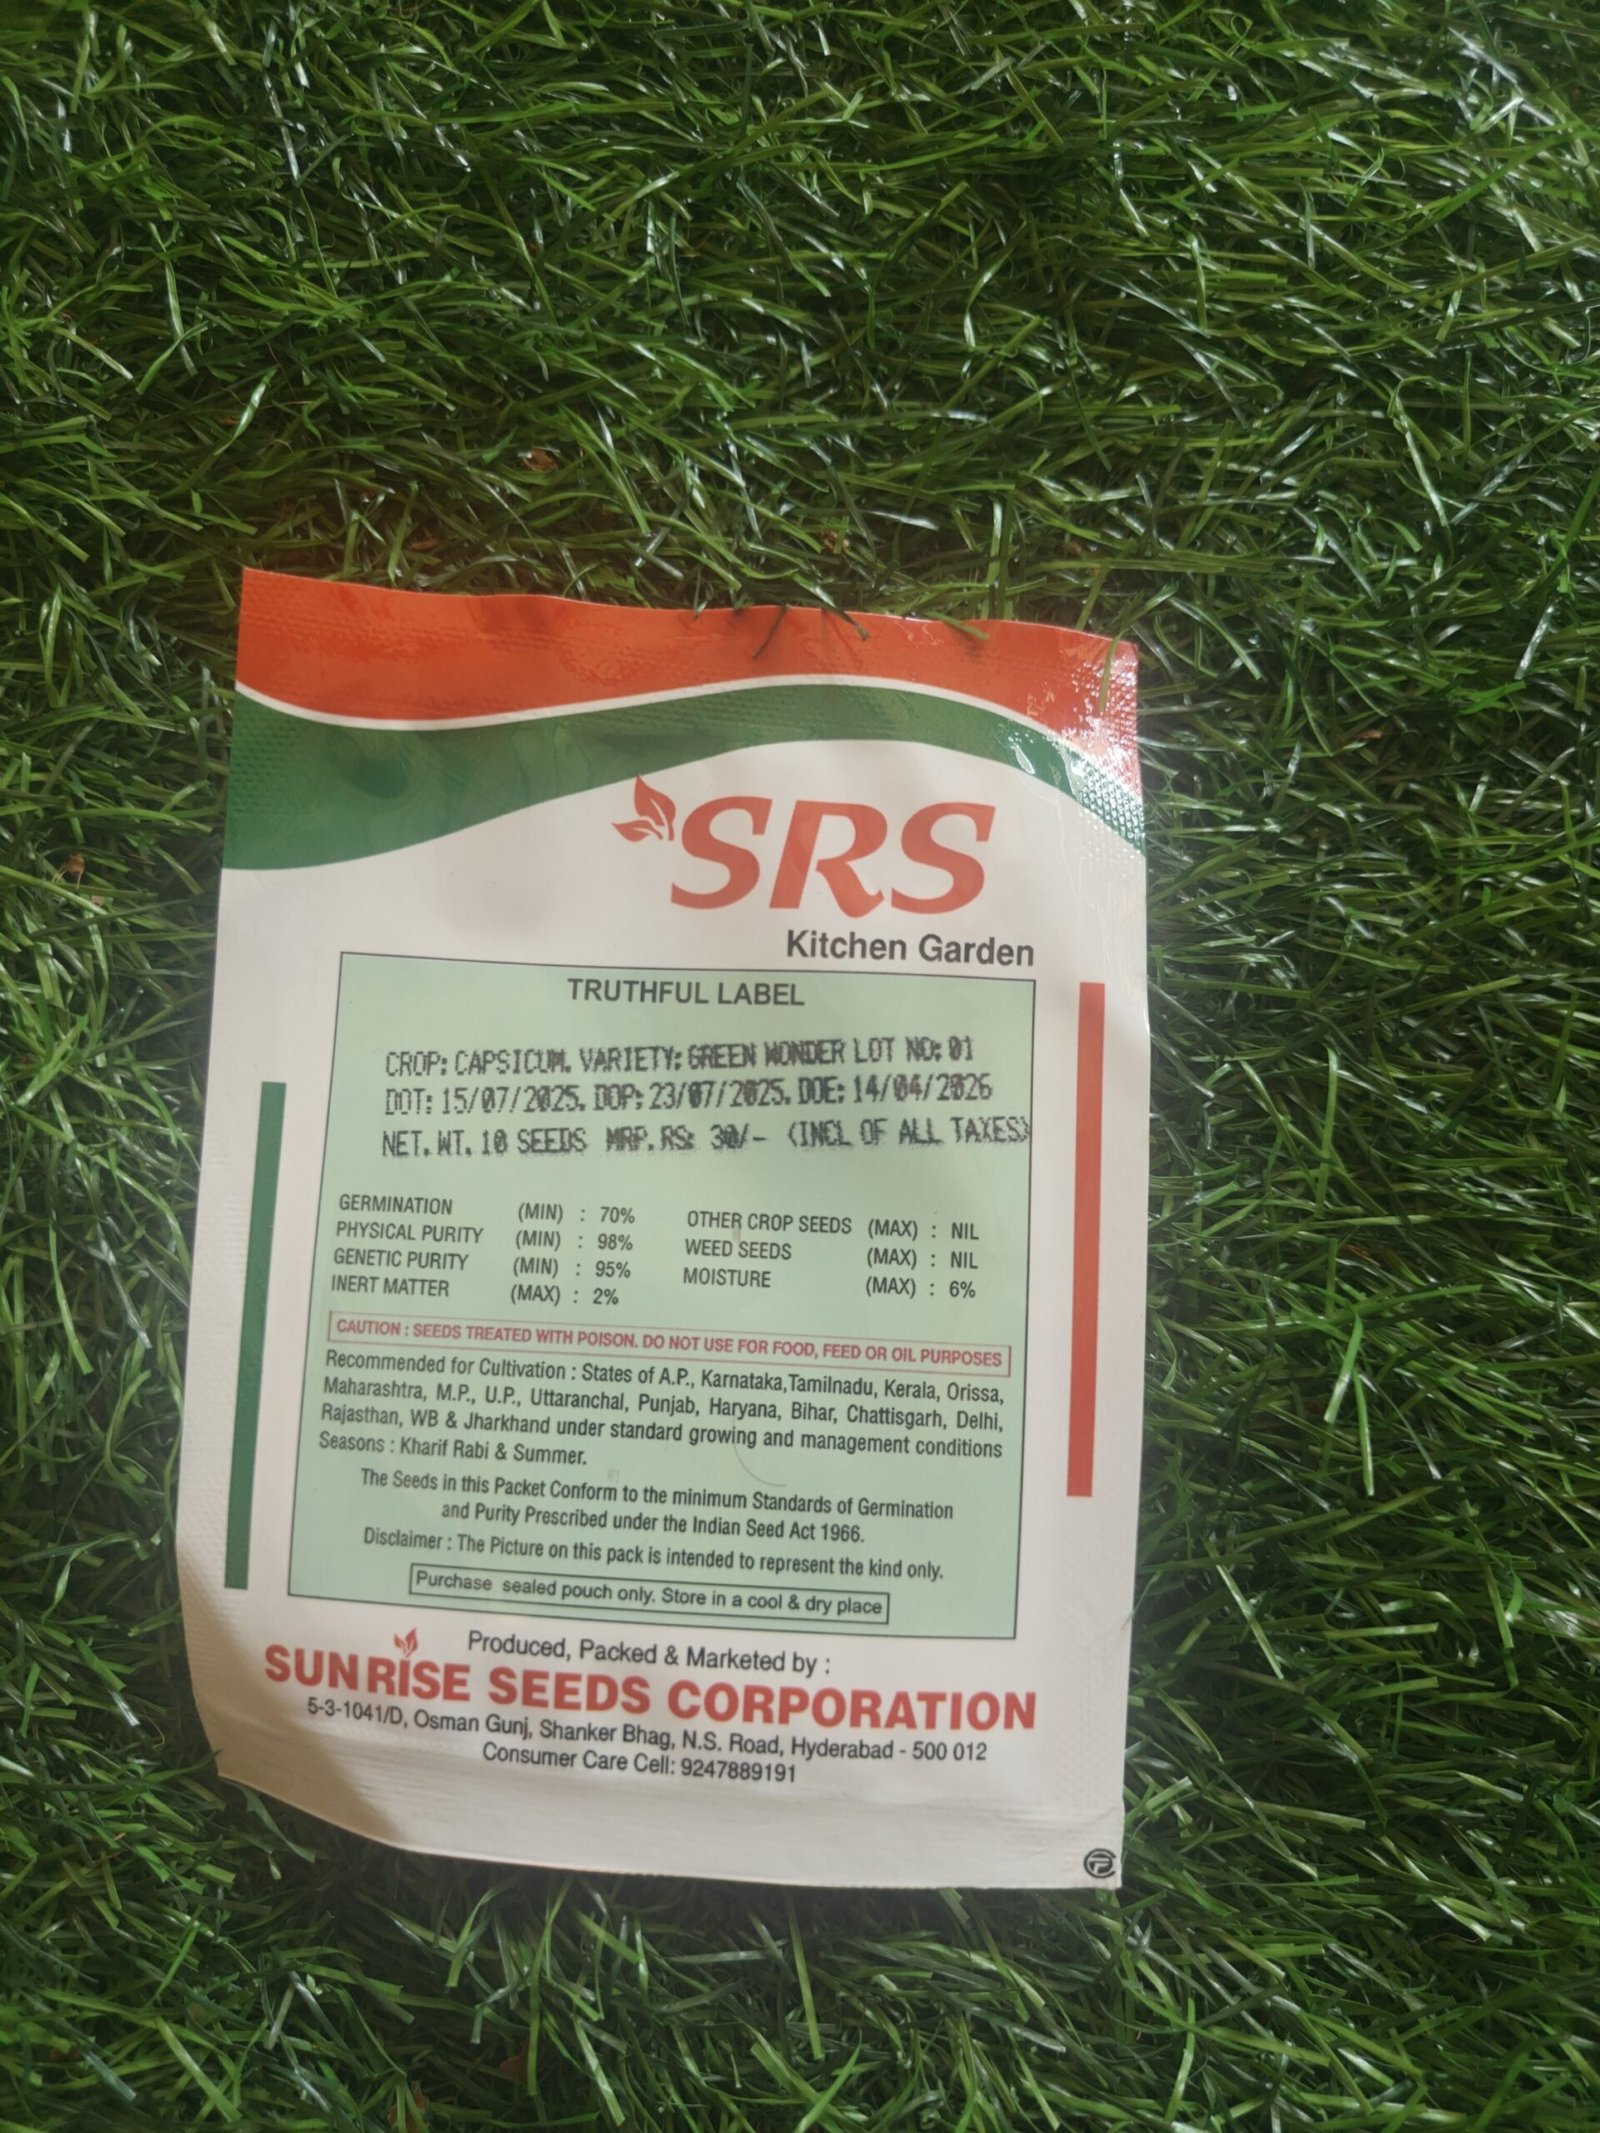 SRS
Kitchen Garden
TRUTHFUL LABEL
CROP: CAPSICUM. VARIETY: GREEN WONDER LOT NO: 01
DOT: 15/07/2025. DOP: 23/07/2025. DOE: 14/04/2026
NET. WT. 10 SEEDS MRP. RS: 30/- (INCL OF ALL TAXES)
GERMINATION (MIN) : 70% OTHER CROP SEEDS (MAX) : NIL
PHYSICAL PURITY (MIN) : 98% WEED SEEDS (MAX) : NIL
GENETIC PURITY (MIN) : 95% MOISTURE (MAX) : 6%
INERT MATTER (MAX) : 2%
CAUTION : SEEDS TREATED WITH POISON. DO NOT USE FOR FOOD, FEED OR OIL PURPOSES
Recommended for Cultivation : States of A.P., Karnataka,Tamilnadu, Kerala, Orissa,
Maharashtra, M.P., U.P., Uttaranchal, Punjab, Haryana, Bihar, Chattisgarh, Delhi,
Rajasthan, WB & Jharkhand under standard growing and management conditions
Seasons : Kharif Rabi & Summer.
The Seeds in this Packet Conform to the minimum Standards of Germination
and Purity Prescribed under the Indian Seed Act 1966.
Disclaimer : The Picture on this pack is intended to represent the kind only.
Purchase sealed pouch only. Store in a cool & dry place
Produced, Packed & Marketed by :
SUNRISE SEEDS CORPORATION
5-3-1041/D, Osman Gunj, Shanker Bhag, N.S. Road, Hyderabad - 500 012
Consumer Care Cell: 9247889191